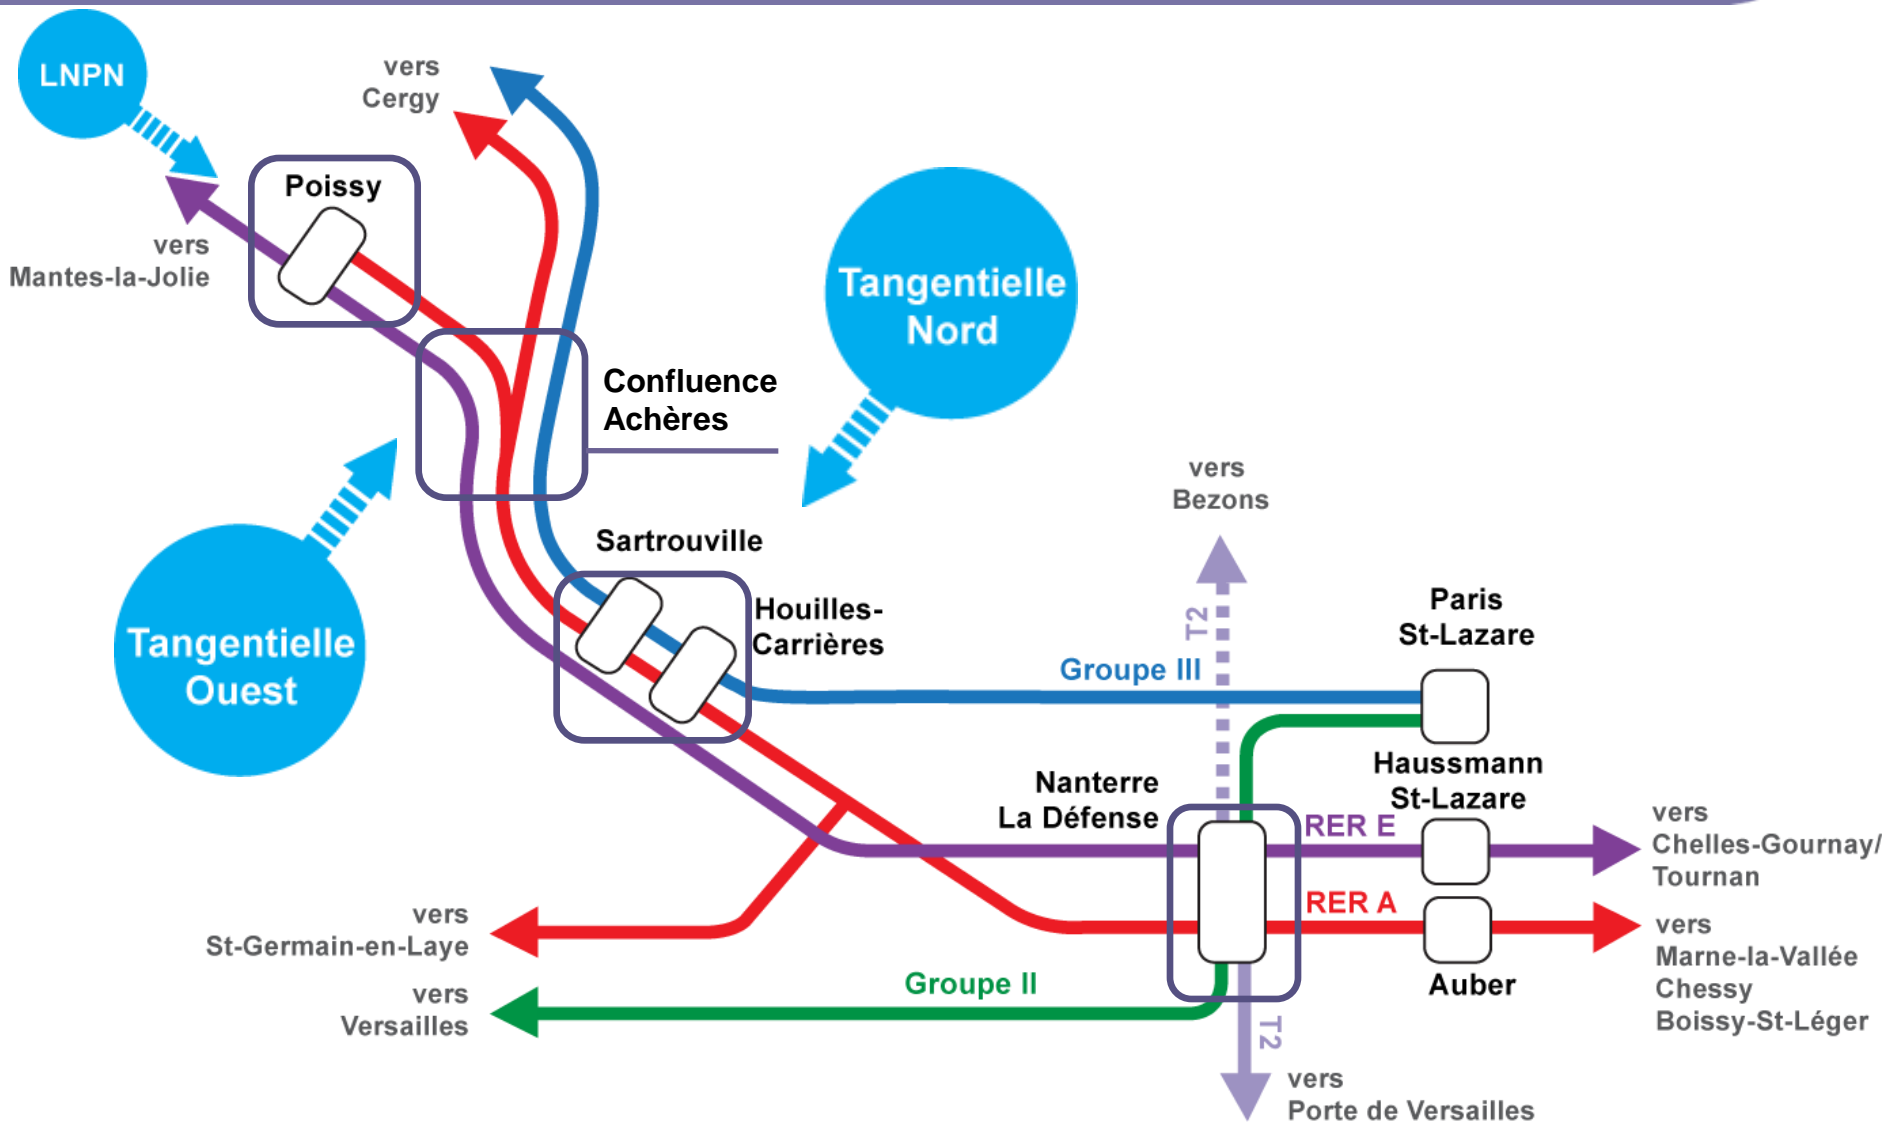 LNPN
vers
Cergy
Poissy
vers
Mantes-la-Jolie
Tangentielle
Nord
Confluence
Achères
vers
Bezons
Sartrouville
Houilles-
Carrières
Tangentielle
Ouest
T2
Groupe III
Paris
St-Lazare
Nanterre
La Défense
Haussmann
St-Lazare
RER E
vers
Chelles-Gournay/
Tournan
RER A
vers
Marne-la-Vallée
Chessy
Boissy-St-Léger
Auber
vers
St-Germain-en-Laye
Groupe II
vers
Versailles
T2
vers
Porte de Versailles